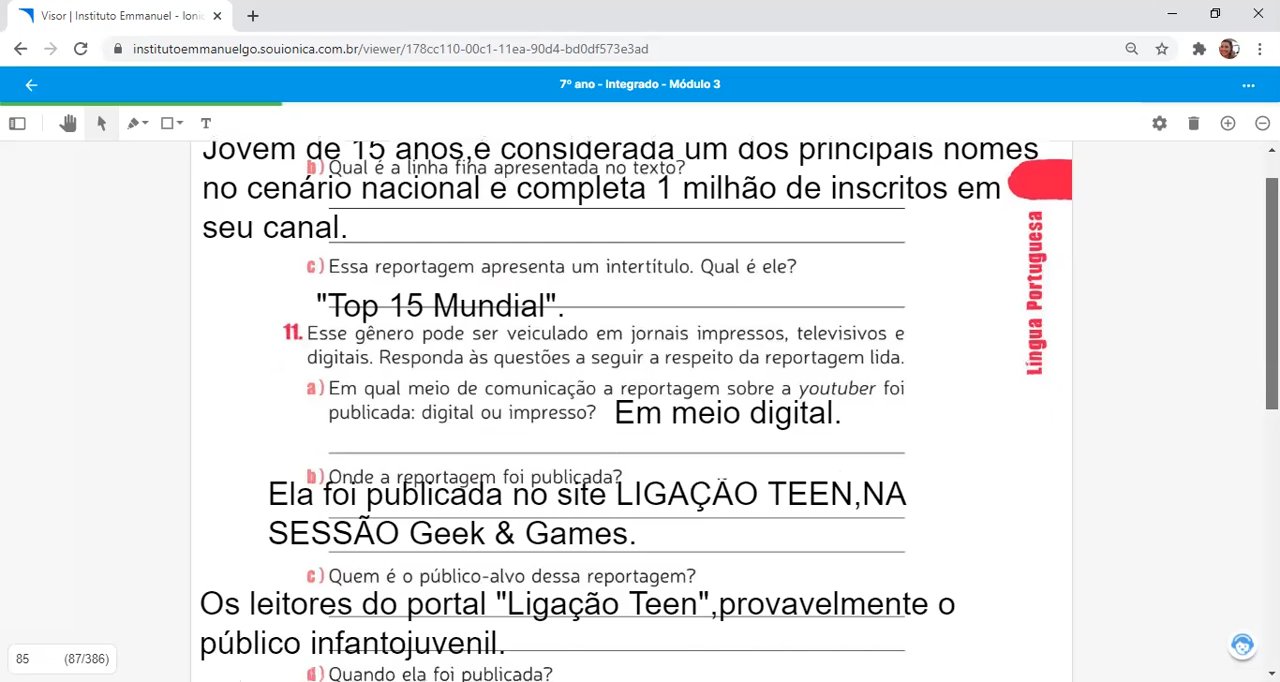 Visor | Instituto Emmanuel - Ionic
institutoemmanuelgo.souionica.com.br/viewer/178cc110-00c1-11ea-90d4-bd0df573e3ad
7º ano - Integrado - Módulo 3
T
Jovem de 15 anos,é considerada um dos principais nomes
b) Qual é a linha fina apresentada no texto?
no cenário nacional e completa 1 milhão de inscritos em
seu canal.
Língua Portuguesa
c) Essa reportagem apresenta um intertítulo. Qual é ele?
"Top 15 Mundial".
11. Esse gênero pode ser veiculado em jornais impressos, televisivos e
digitais. Responda às questões a seguir a respeito da reportagem lida.
a) Em qual meio de comunicação a reportagem sobre a youtuber foi
publicada: digital ou impresso? Em meio digital.
b) Onde a reportagem foi publicada?
Ela foi publicada no site LIGAÇÃO TEEN,NA
SESSÃO Geek & Games.
c) Quem é o público-alvo dessa reportagem?
Os leitores do portal "Ligação Teen",provavelmente o
público infantojuvenil.
85 (87/386)
d) Quando ela foi publicada?